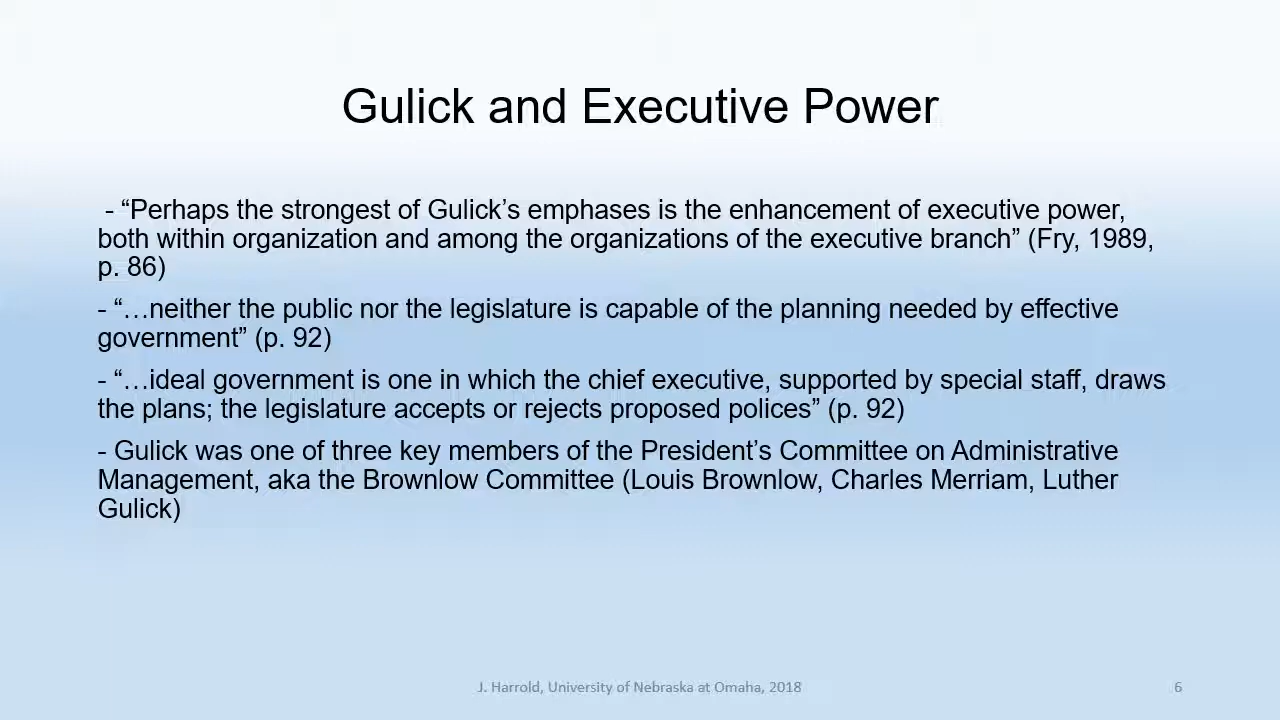 Gulick and Executive Power
- “Perhaps the strongest of Gulick’s emphases is the enhancement of executive power,
both within organization and among the organizations of the executive branch” (Fry, 1989,
p. 86)
- “…neither the public nor the legislature is capable of the planning needed by effective
government” (p. 92)
- “…ideal government is one in which the chief executive, supported by special staff, draws
the plans; the legislature accepts or rejects proposed polices” (p. 92)
- Gulick was one of three key members of the President’s Committee on Administrative
Management, aka the Brownlow Committee (Louis Brownlow, Charles Merriam, Luther
Gulick)
J. Harrold, University of Nebraska at Omaha, 2018
6